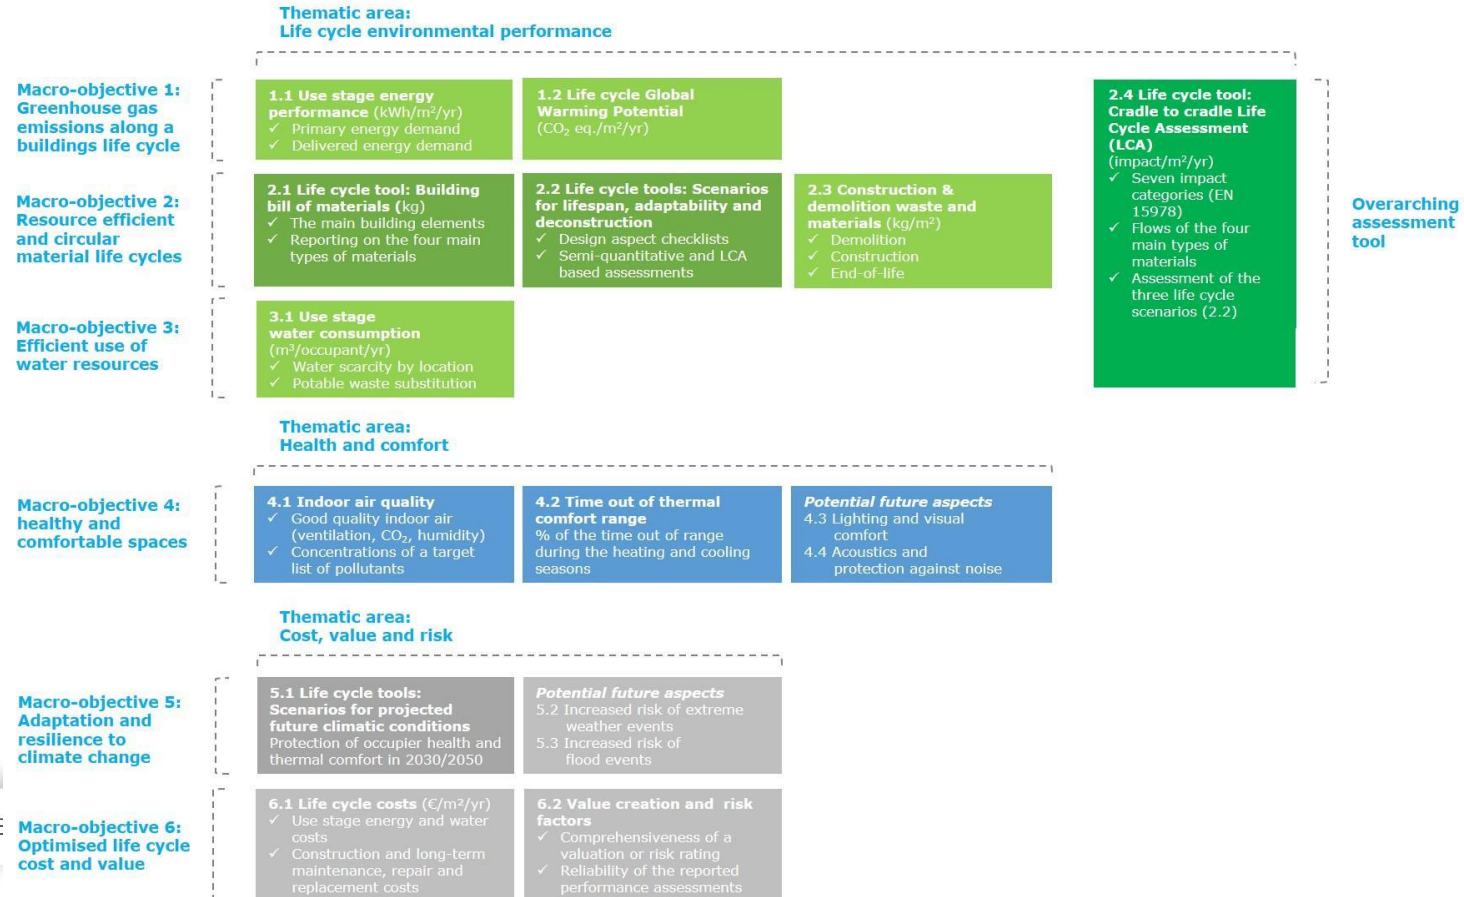 Thematic area:
Life cycle environmental performance
Macro-objective 1:
Greenhouse gas
emissions along a
buildings life cycle
1.1 Use stage energy
performance (kWh/m²/yr)
✓ Primary energy demand
✓ Delivered energy demand
1.2 Life cycle Global
Warming Potential
(CO₂ eq./m²/yr)
2.4 Life cycle tool:
Cradle to cradle Life
Cycle Assessment
(LCA)
(impact/m²/yr)
✓ Seven impact
categories (EN
15978)
✓ Flows of the four
main types of
materials
✓ Assessment of the
three life cycle
scenarios (2.2)
Overarching
assessment
tool
Macro-objective 2:
Resource efficient
and circular
material life cycles
2.1 Life cycle tool: Building
bill of materials (kg)
✓ The main building elements
✓ Reporting on the four main
types of materials
2.2 Life cycle tools: Scenarios
for lifespan, adaptability and
deconstruction
✓ Design aspect checklists
✓ Semi-quantitative and LCA
based assessments
2.3 Construction &
demolition waste and
materials (kg/m²)
✓ Demolition
✓ Construction
✓ End-of-life
Macro-objective 3:
Efficient use of
water resources
3.1 Use stage
water consumption
(m³/occupant/yr)
✓ Water scarcity by location
✓ Potable waste substitution
Thematic area:
Health and comfort
Macro-objective 4:
healthy and
comfortable spaces
4.1 Indoor air quality
✓ Good quality indoor air
(ventilation, CO₂, humidity)
✓ Concentrations of a target
list of pollutants
4.2 Time out of thermal
comfort range
% of the time out of range
during the heating and cooling
seasons
Potential future aspects
4.3 Lighting and visual
comfort
4.4 Acoustics and
protection against noise
Thematic area:
Cost, value and risk
Macro-objective 5:
Adaptation and
resilience to
climate change
5.1 Life cycle tools:
Scenarios for projected
future climatic conditions
Protection of occupier health and
thermal comfort in 2030/2050
Potential future aspects
5.2 Increased risk of extreme
weather events
5.3 Increased risk of
flood events
Macro-objective 6:
Optimised life cycle
cost and value
6.1 Life cycle costs (€/m²/yr)
✓ Use stage energy and water
costs
✓ Construction and long-term
maintenance, repair and
replacement costs
6.2 Value creation and risk
factors
✓ Comprehensiveness of a
valuation or risk rating
✓ Reliability of the reported
performance assessments